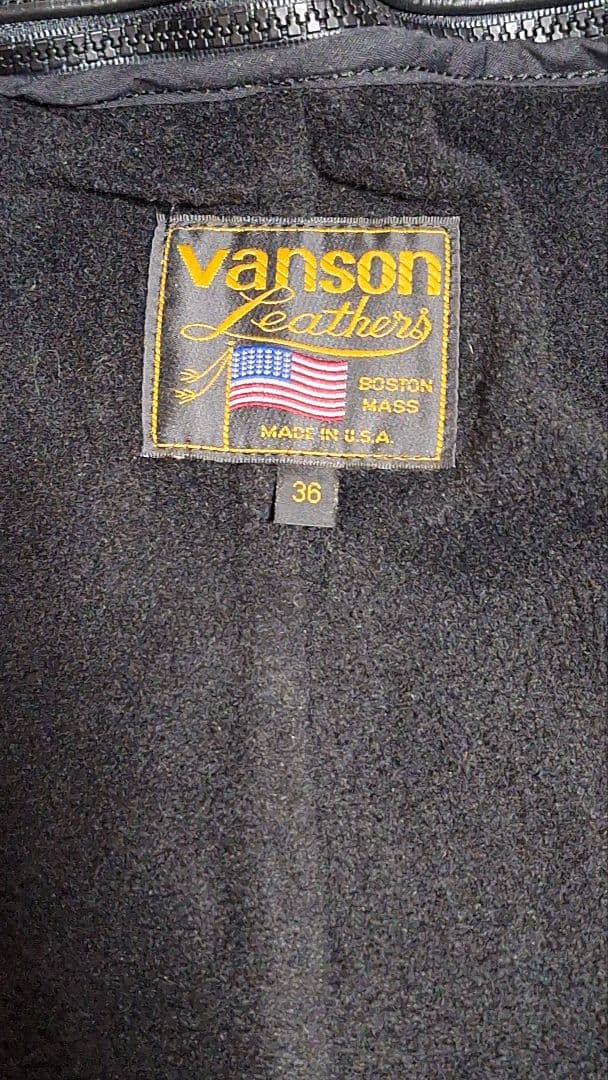 vanson
Leathers
BOSTON
MASS
MADE IN U.S.A.
36